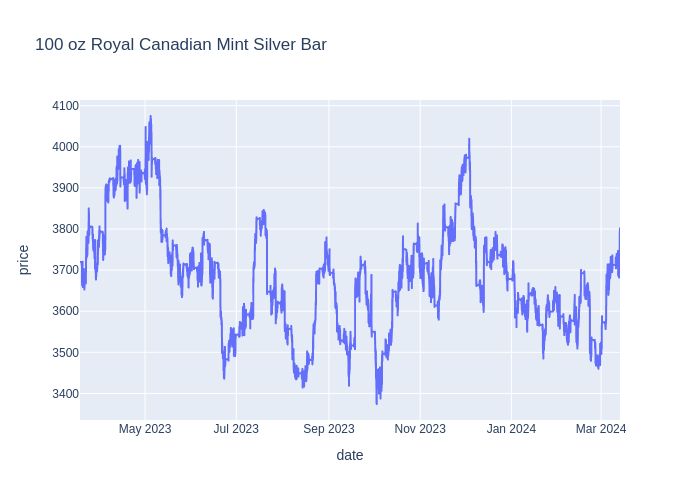 100 oz Royal Canadian Mint Silver Bar
price
4100
4000
3900
3800
3700
3600
3500
3400
May 2023
Jul 2023
Sep 2023
Nov 2023
Jan 2024
Mar 2024
date